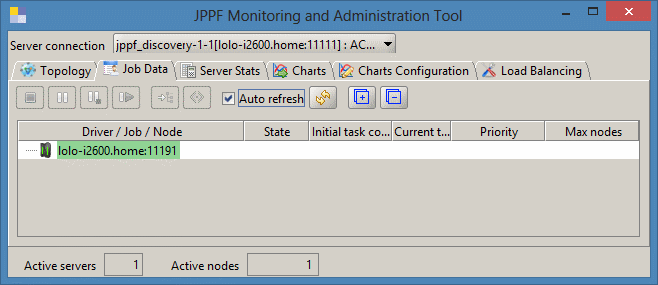 JPPF Monitoring and Administration Tool
Server connection jppf_discovery-1-1[lolo-i2600.home:11111] : AC...
Topology Job Data Server Stats Charts Charts Configuration Load Balancing
Auto refresh
Driver / Job / Node State Initial task co... Current t... Priority Max nodes
lolo-i2600.home:11191
Active servers 1 Active nodes 1